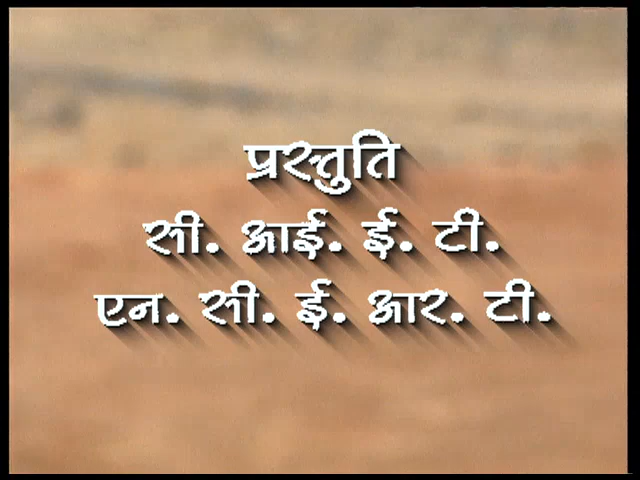 प्रस्तुति
सी. आई. ई. टी.
एन. सी. ई. आर. टी.